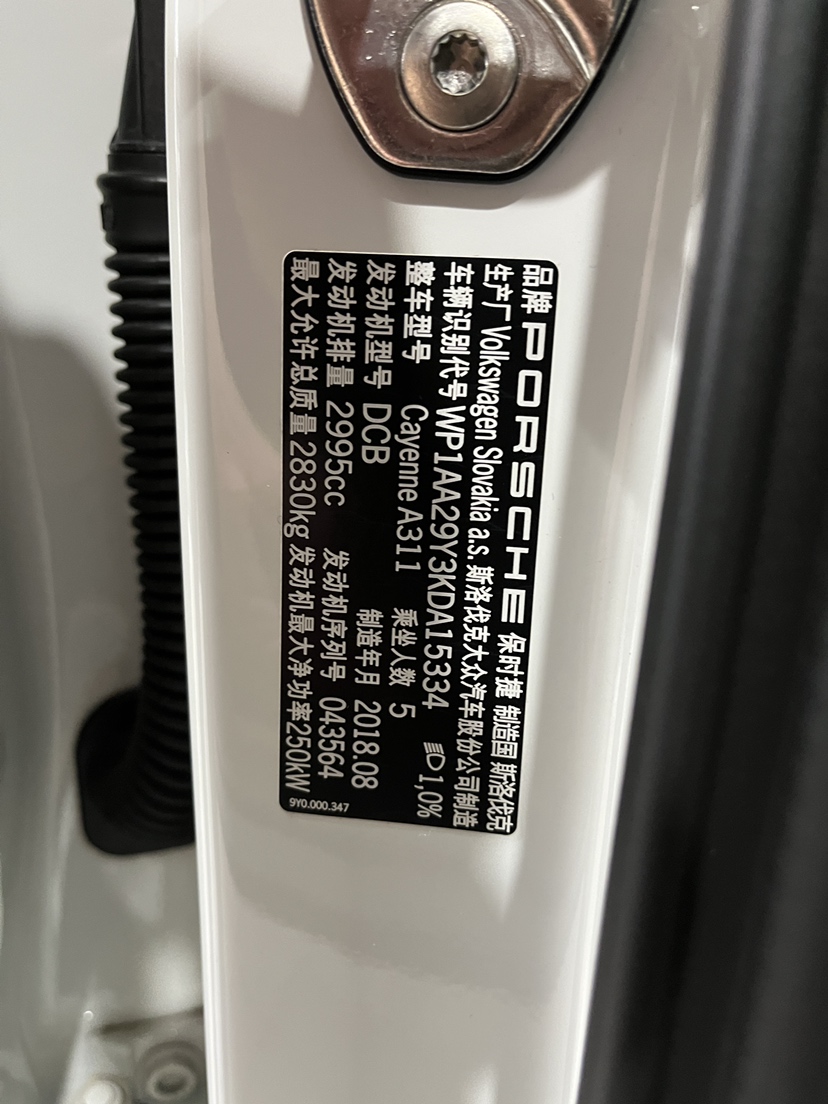 品牌 PORSCHE 保时捷 制造国 斯洛伐克
生产厂 Volkswagen Slovakia a.s. 斯洛伐克大众汽车股份公司制造
车辆识别代号 WP1AA29Y3KDA15334 1,0%
整车型号 Cayenne A311 乘坐人数 5
发动机型号 DCB 制造年月 2018.08
发动机排量 2995cc 发动机序列号 043564
最大允许总质量 2830kg 发动机最大净功率250kW
9Y0.000.347